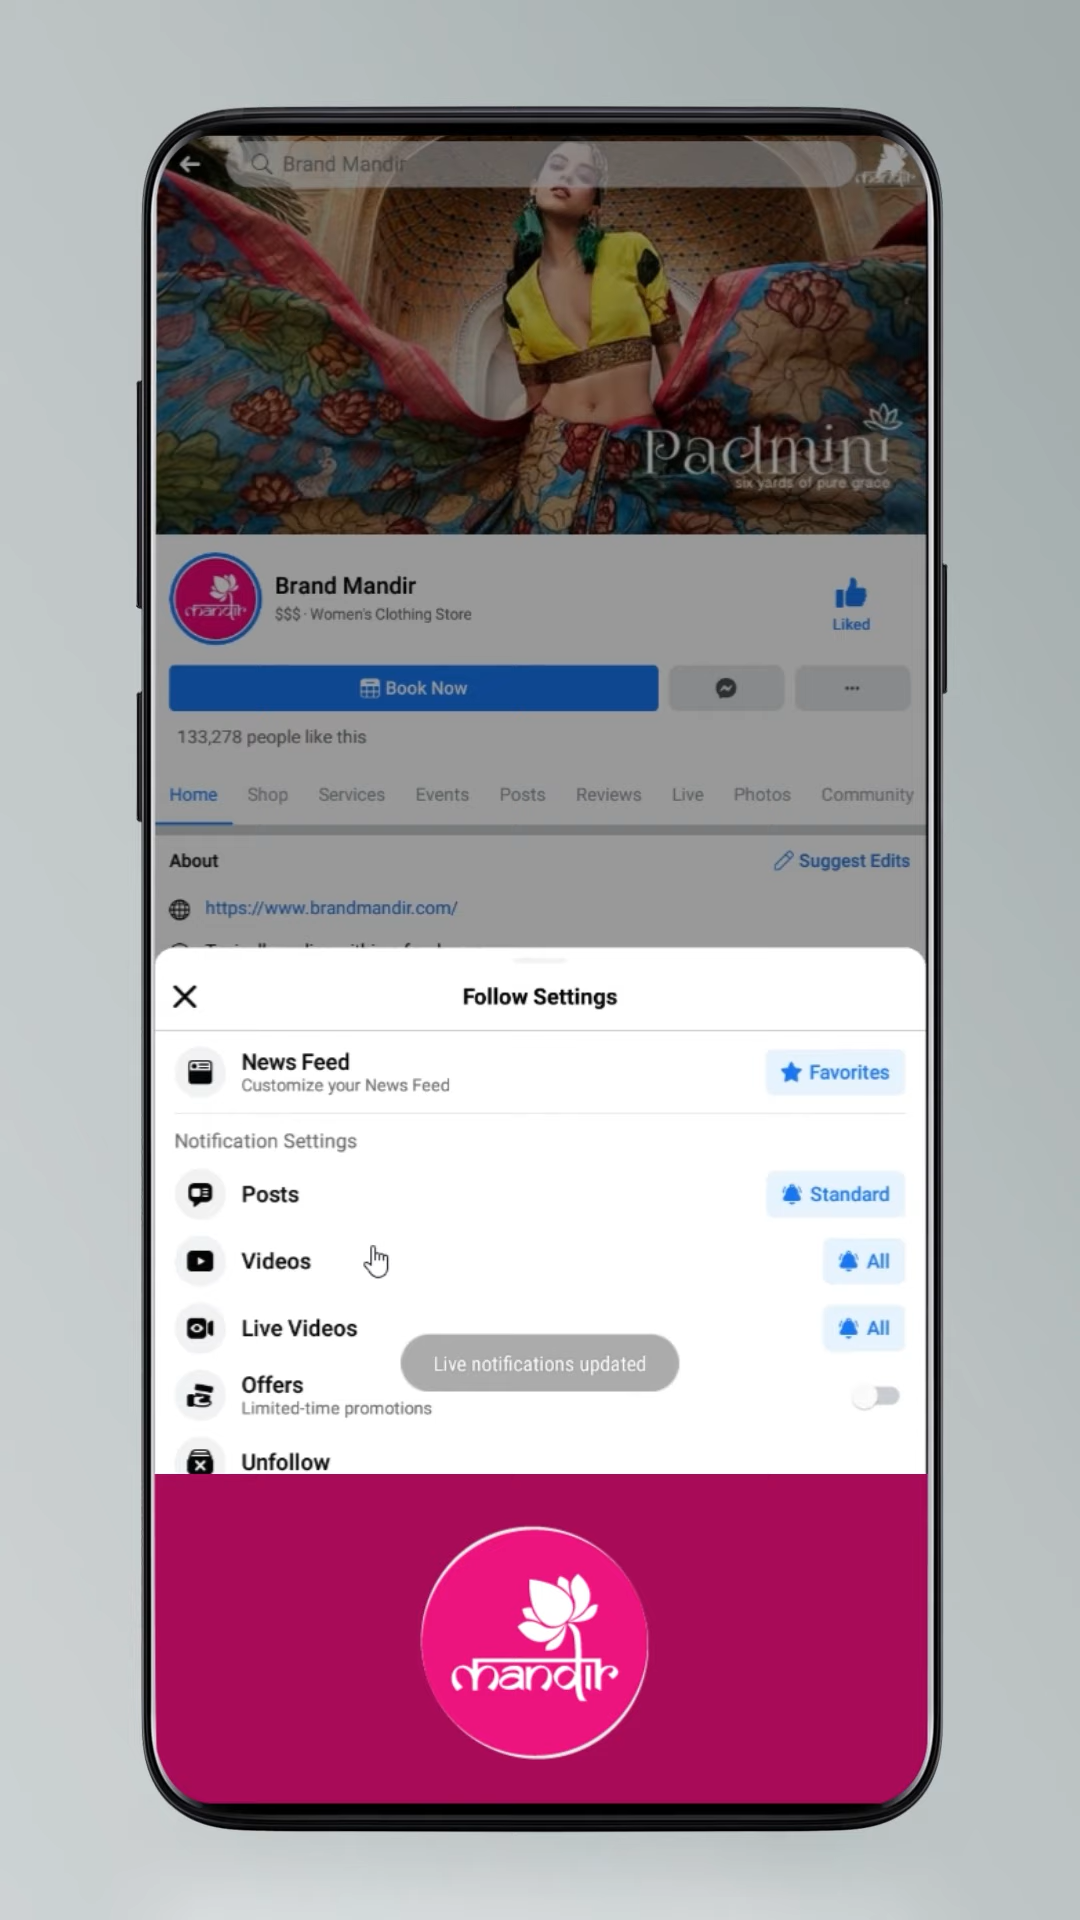 Brand Mandir
mandir
Padmini
six yards of pure grace
mandir
Brand Mandir
$$$ · Women's Clothing Store
Liked
Book Now
133,278 people like this
Home Shop Services Events Posts Reviews Live Photos Community
About
Suggest Edits
https://www.brandmandir.com/
Follow Settings
News Feed
Customize your News Feed
Favorites
Notification Settings
Posts
Standard
Videos
All
Live Videos
All
Live notifications updated
Offers
Limited-time promotions
Unfollow
mandir